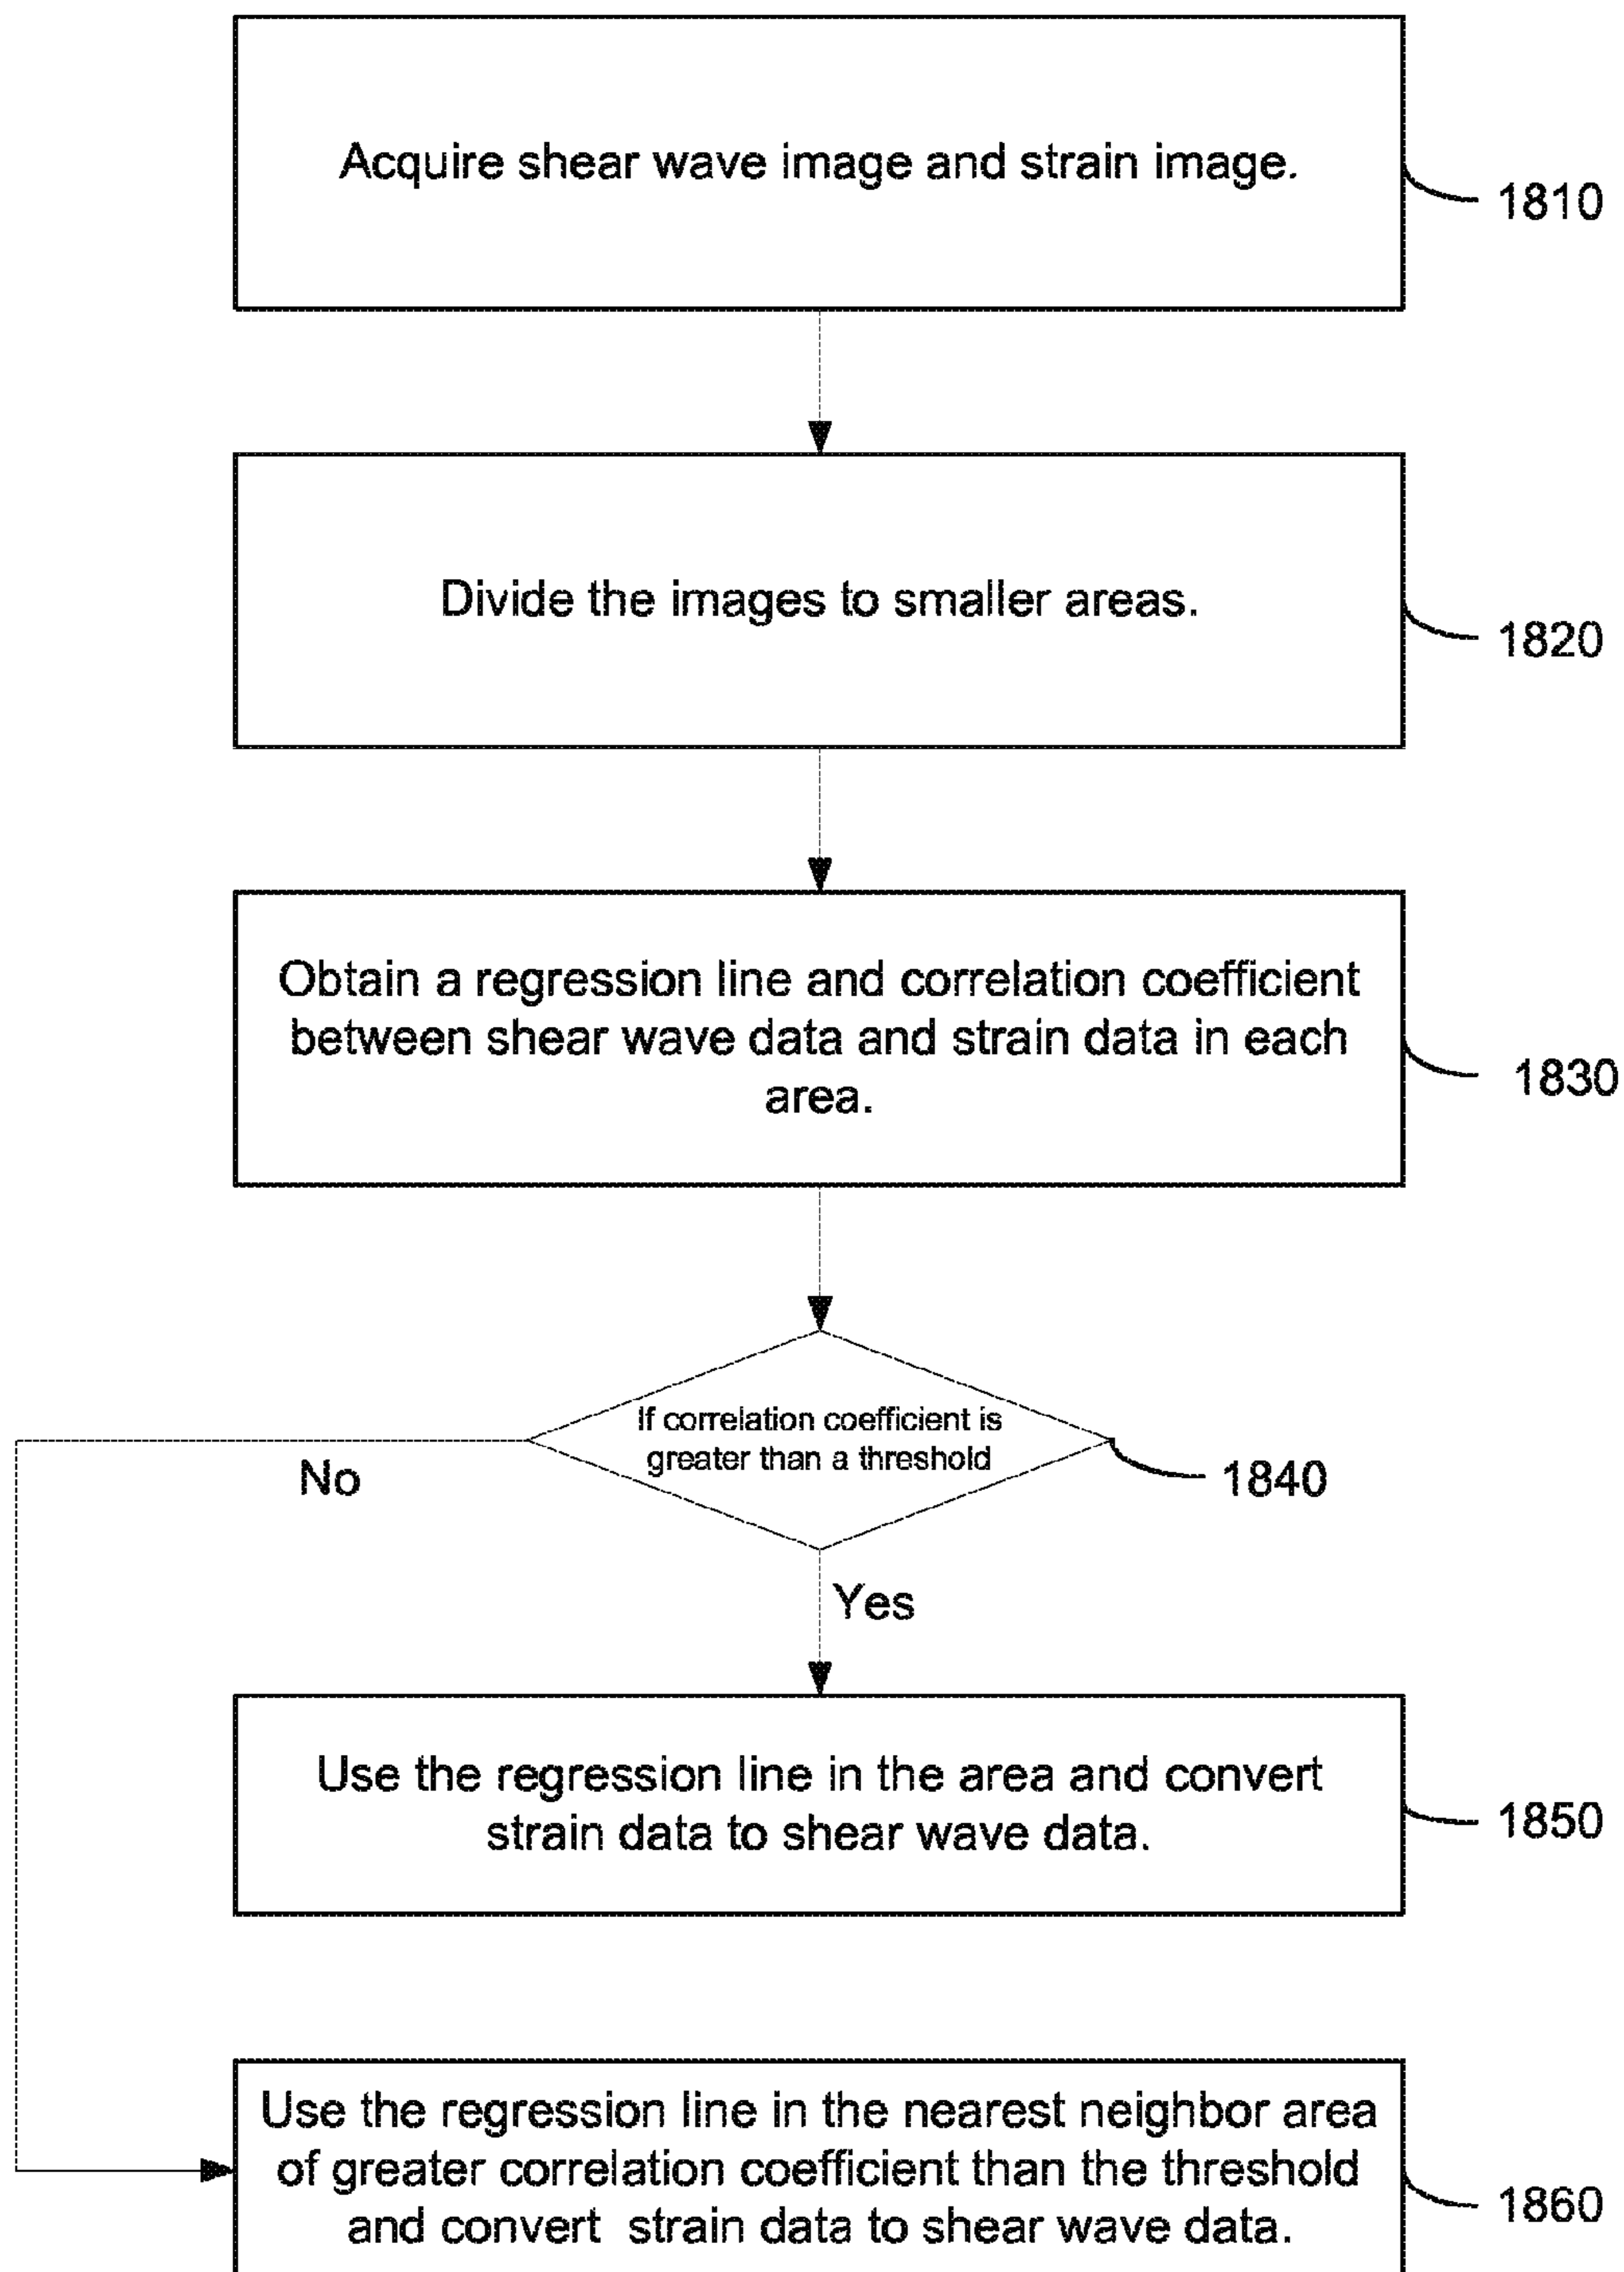 Acquire shear wave image and strain image.
1810
Divide the images to smaller areas.
1820
Obtain a regression line and correlation coefficient
between shear wave data and strain data in each
area.
1830
If correlation coefficient is
greater than a threshold
1840
No
Yes
Use the regression line in the area and convert
strain data to shear wave data.
1850
Use the regression line in the nearest neighbor area
of greater correlation coefficient than the threshold
and convert strain data to shear wave data.
1860